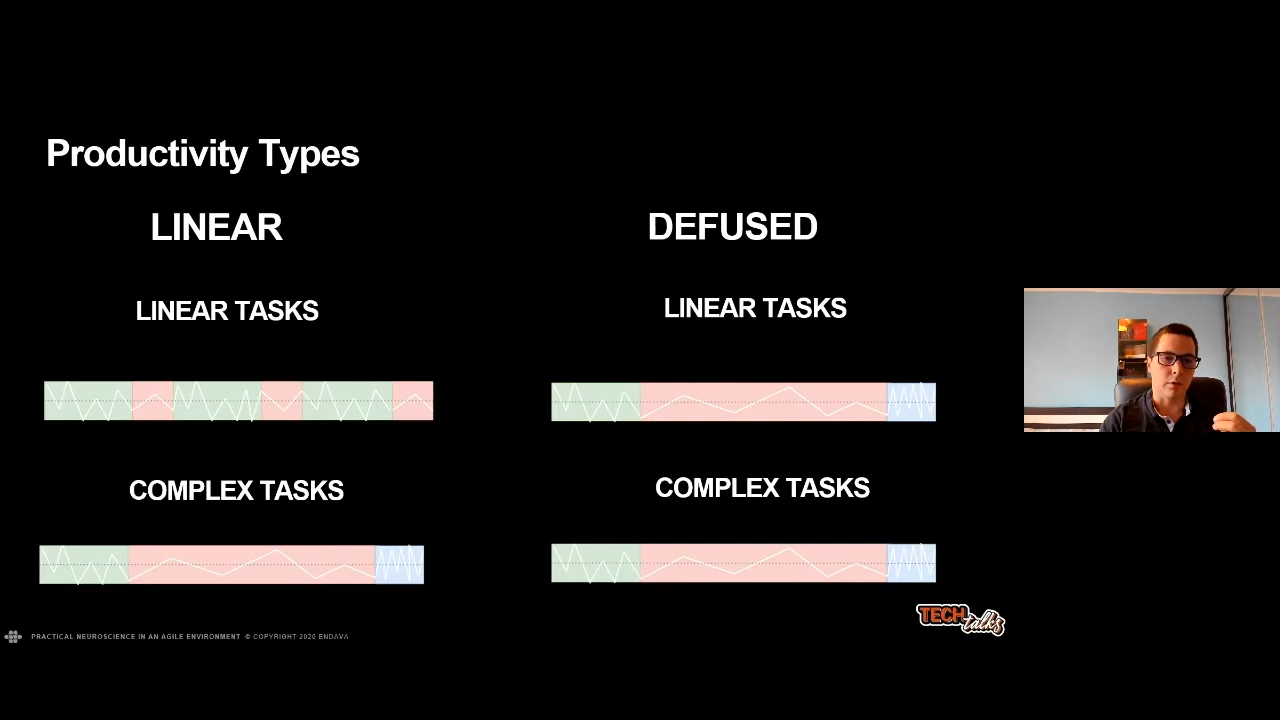 Productivity Types
LINEAR
DEFUSED
LINEAR TASKS
LINEAR TASKS
COMPLEX TASKS
COMPLEX TASKS
TECH
talks
PRACTICAL NEUROSCIENCE IN AN AGILE ENVIRONMENT © COPYRIGHT 2020 ENDAVA